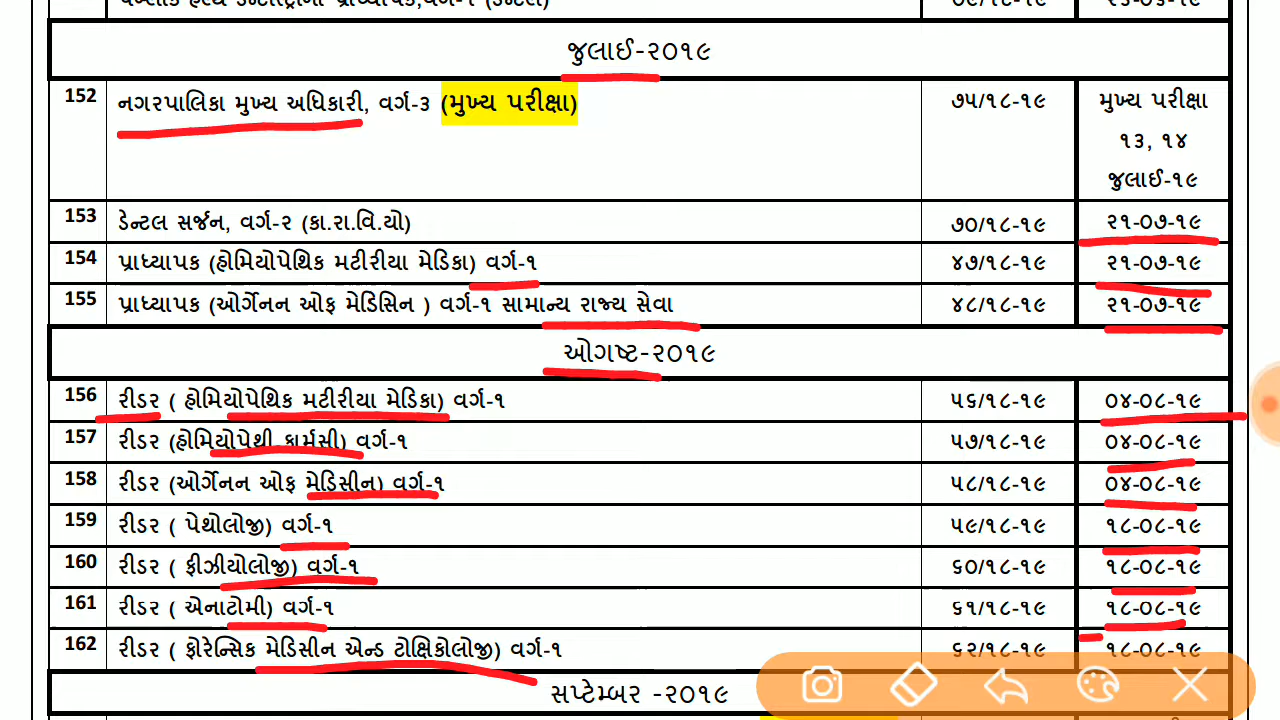 જુલાઈ-૨૦૧૯
152 નગરપાલિકા મુખ્ય અધિકારી, વર્ગ-૩ (મુખ્ય પરીક્ષા) ૭૫/૧૮-૧૯ મુખ્ય પરીક્ષા
૧૩, ૧૪
જુલાઈ-૧૯
153 ડેન્ટલ સર્જન, વર્ગ-૨ (કા.રા.વિ.યો) ૭૦/૧૮-૧૯ ૨૧-૦૭-૧૯
154 પ્રાધ્યાપક (હોમિયોપેથિક મટીરીયા મેડિકા) વર્ગ-૧ ૪૭/૧૮-૧૯ ૨૧-૦૭-૧૯
155 પ્રાધ્યાપક (ઓર્ગેનન ઓફ મેડિસિન ) વર્ગ-૧ સામાન્ય રાજ્ય સેવા ૪૮/૧૮-૧૯ ૨૧-૦૭-૧૯
ઓગષ્ટ-૨૦૧૯
156 રીડર ( હોમિયોપેથિક મટીરીયા મેડિકા) વર્ગ-૧ ૫૬/૧૮-૧૯ ૦૪-૦૮-૧૯
157 રીડર (હોમિયોપેથી ફાર્મસી) વર્ગ-૧ ૫૭/૧૮-૧૯ ૦૪-૦૮-૧૯
158 રીડર (ઓર્ગેનન ઓફ મેડિસીન) વર્ગ-૧ ૫૮/૧૮-૧૯ ૦૪-૦૮-૧૯
159 રીડર ( પેથોલોજી) વર્ગ-૧ ૫૯/૧૮-૧૯ ૧૮-૦૮-૧૯
160 રીડર ( ફીઝીયોલોજી) વર્ગ-૧ ૬૦/૧૮-૧૯ ૧૮-૦૮-૧૯
161 રીડર ( એનાટોમી) વર્ગ-૧ ૬૧/૧૮-૧૯ ૧૮-૦૮-૧૯
162 રીડર ( ફોરેન્સિક મેડિસીન એન્ડ ટોક્ષિકોલોજી) વર્ગ-૧ ૬૨/૧૮-૧૯ ૧૮-૦૮-૧૯
સપ્ટેમ્બર -૨૦૧૯